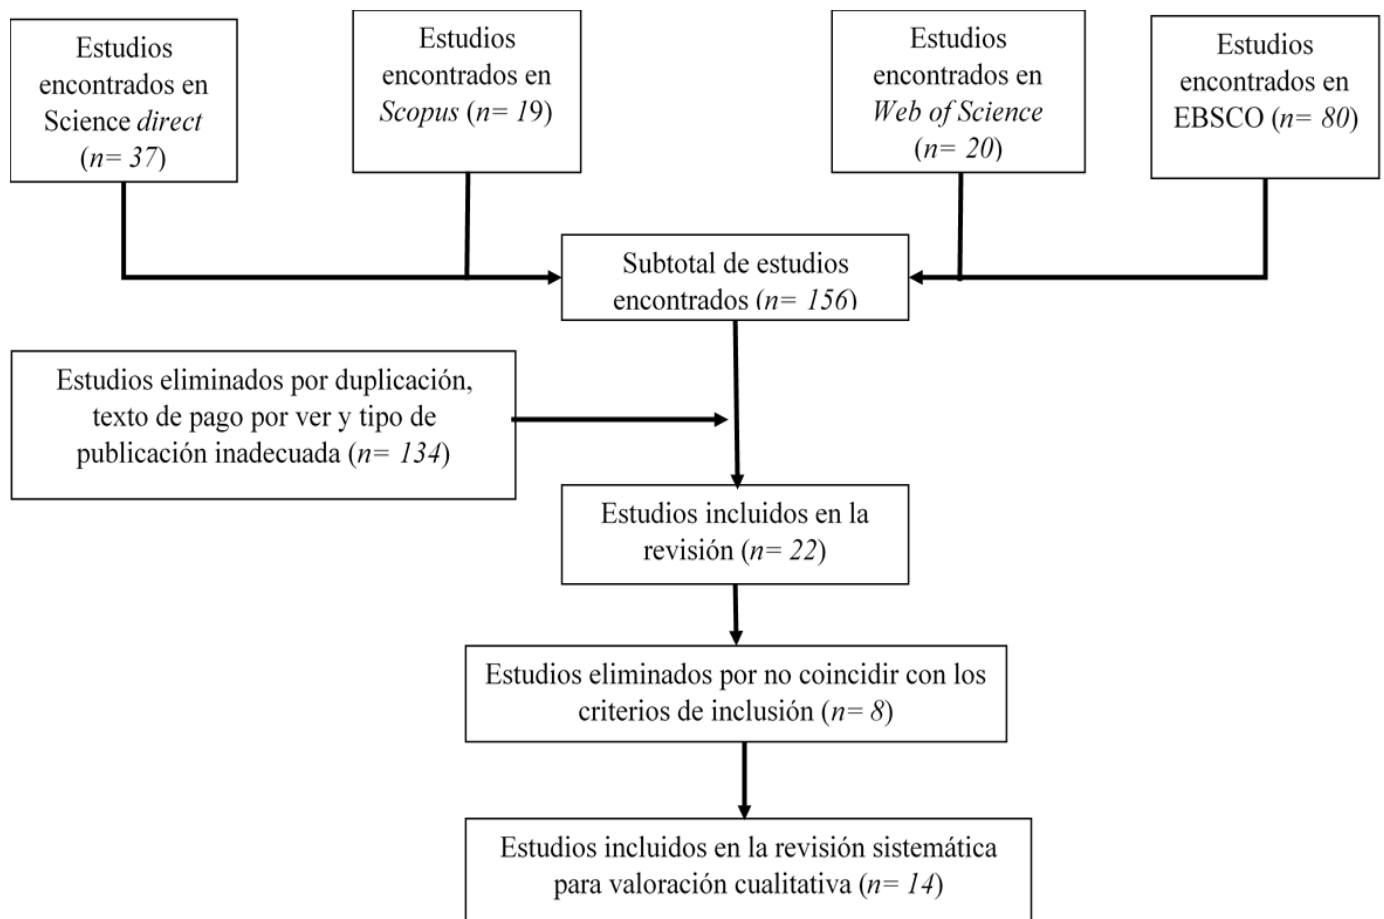 Estudios
encontrados en
Science direct
(n= 37)
Estudios
encontrados en
Scopus (n= 19)
Estudios
encontrados en
Web of Science
(n= 20)
Estudios
encontrados en
EBSCO (n= 80)
Subtotal de estudios
encontrados (n= 156)
Estudios eliminados por duplicación,
texto de pago por ver y tipo de
publicación inadecuada (n= 134)
Estudios incluidos en la
revisión (n= 22)
Estudios eliminados por no coincidir con los
criterios de inclusión (n= 8)
Estudios incluidos en la revisión sistemática
para valoración cualitativa (n= 14)